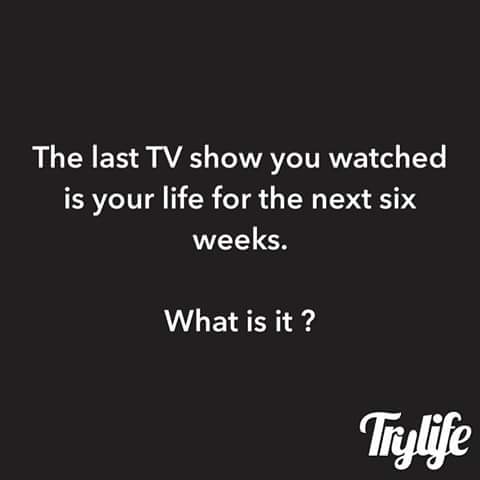 The last TV show you watched
is your life for the next six
weeks.
What is it ?
Trylife